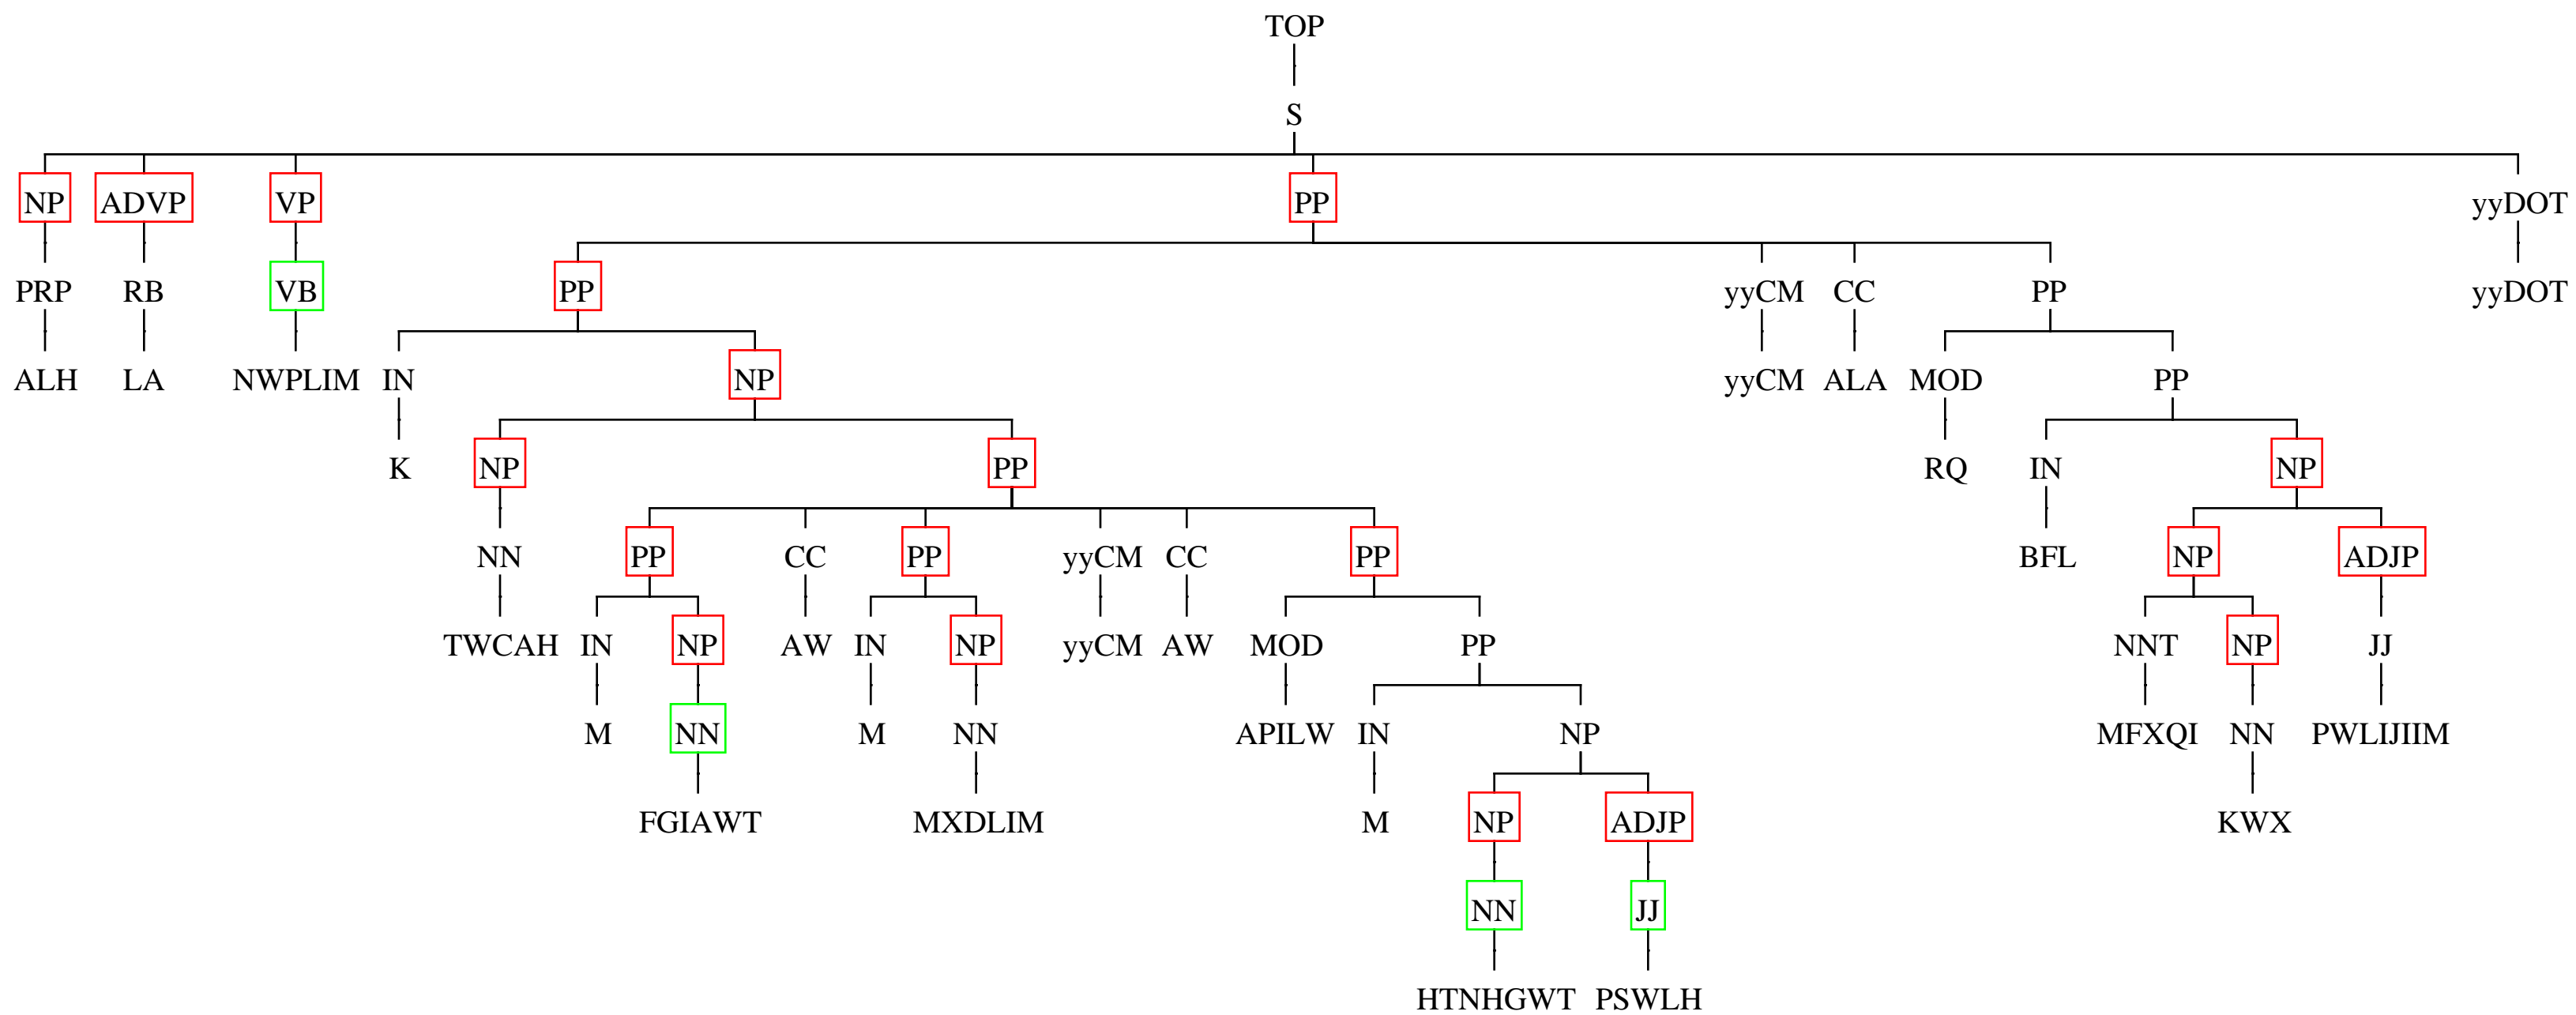 TOP
S
NP ADVP VP PP yyDOT
PRP RB VB PP yyCM CC PP yyDOT
ALH LA NWPLIM IN NP yyCM ALA MOD PP
K NP PP RQ IN NP
NN PP CC PP yyCM CC PP BFL NP ADJP
TWCAH IN NP AW IN NP yyCM AW MOD PP NNT NP JJ
M NN M NN APILW IN NP MFXQI NN PWLIJIIM
FGIAWT MXDLIM M NP ADJP KWX
NN JJ
HTNHGWT PSWLH